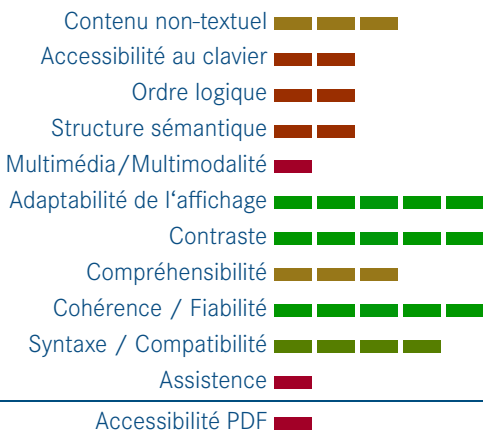 Contenu non-textuel
Accessibilité au clavier
Ordre logique
Structure sémantique
Multimédia/Multimodalité
Adaptabilité de l‘affichage
Contraste
Compréhensibilité
Cohérence / Fiabilité
Syntaxe / Compatibilité
Assistence
Accessibilité PDF